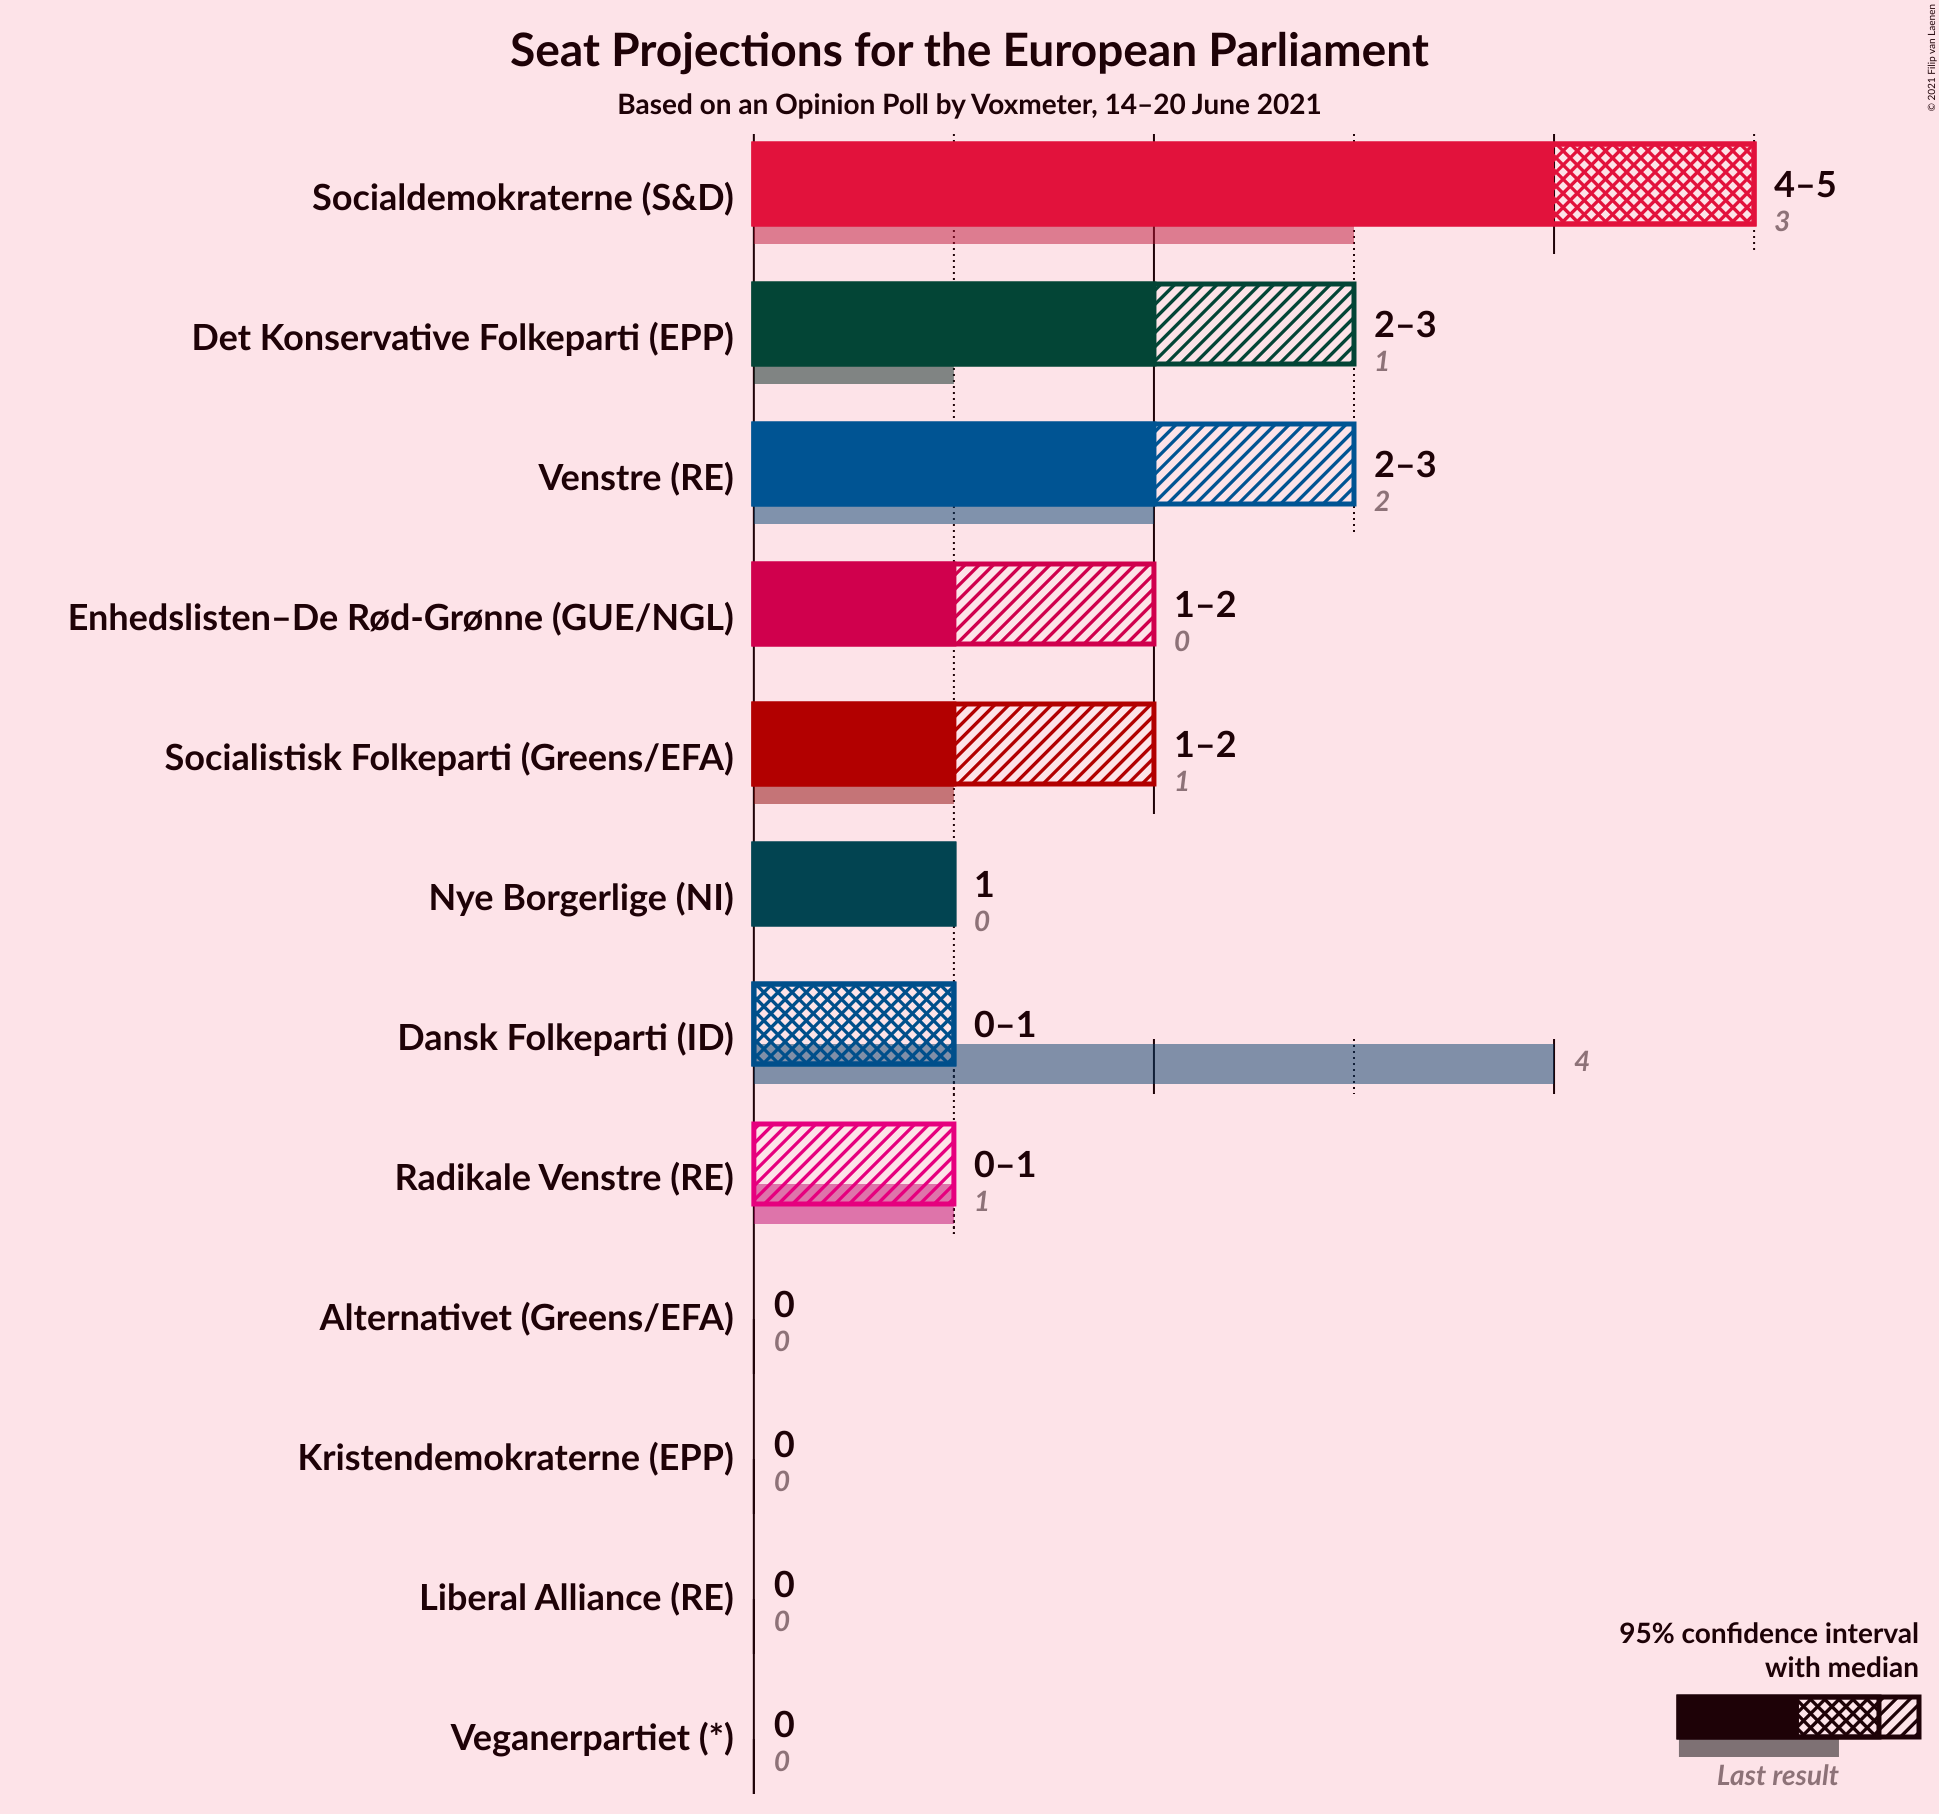 Seat Projections for the European Parliament
Based on an Opinion Poll by Voxmeter, 14–20 June 2021
© 2021 Filip van Laenen
Socialdemokraterne (S&D)
4–5
3
Det Konservative Folkeparti (EPP)
2–3
1
Venstre (RE)
2–3
2
Enhedslisten–De Rød-Grønne (GUE/NGL)
1–2
0
Socialistisk Folkeparti (Greens/EFA)
1–2
1
Nye Borgerlige (NI)
1
0
Dansk Folkeparti (ID)
0–1
4
Radikale Venstre (RE)
0–1
1
Alternativet (Greens/EFA)
0
0
Kristendemokraterne (EPP)
0
0
Liberal Alliance (RE)
0
0
Veganerpartiet (*)
0
0
95% confidence interval
with median
Last result